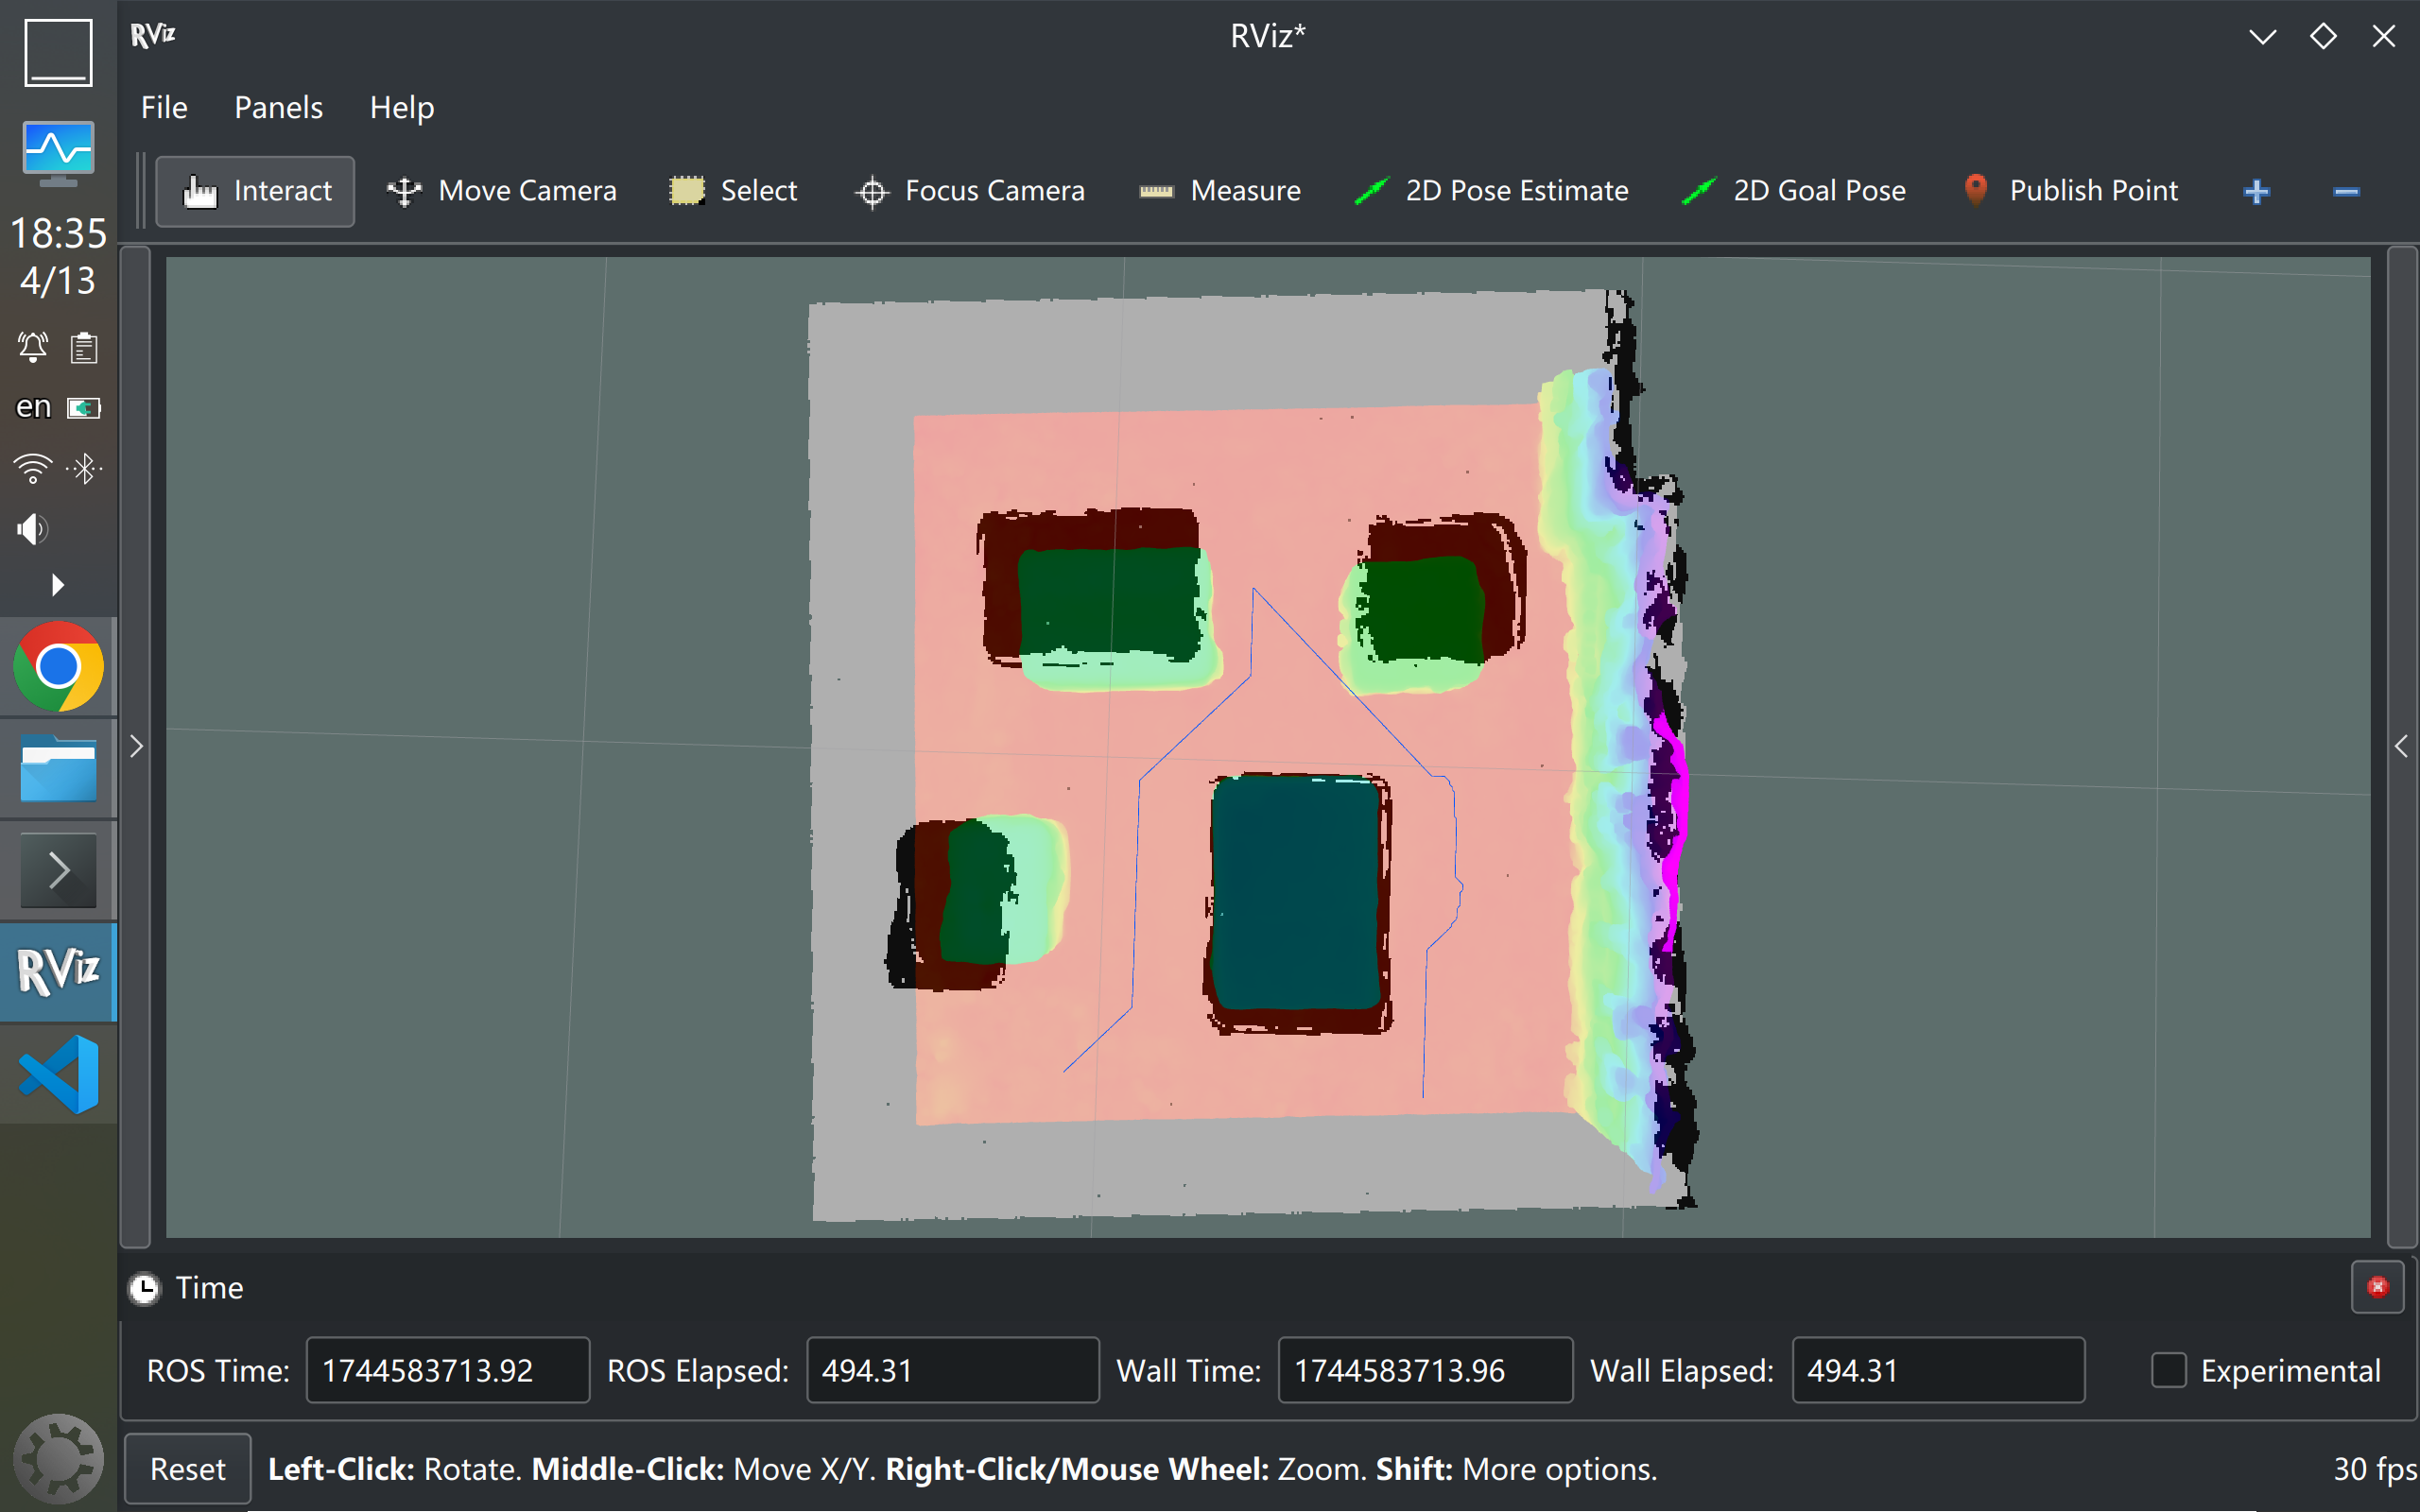 RViz
RViz*
File Panels Help
Interact Move Camera Select Focus Camera Measure 2D Pose Estimate 2D Goal Pose Publish Point
18:35
4/13
en
RViz
Time
ROS Time: 1744583713.92 ROS Elapsed: 494.31 Wall Time: 1744583713.96 Wall Elapsed: 494.31 Experimental
Reset Left-Click: Rotate. Middle-Click: Move X/Y. Right-Click/Mouse Wheel: Zoom. Shift: More options. 30 fps